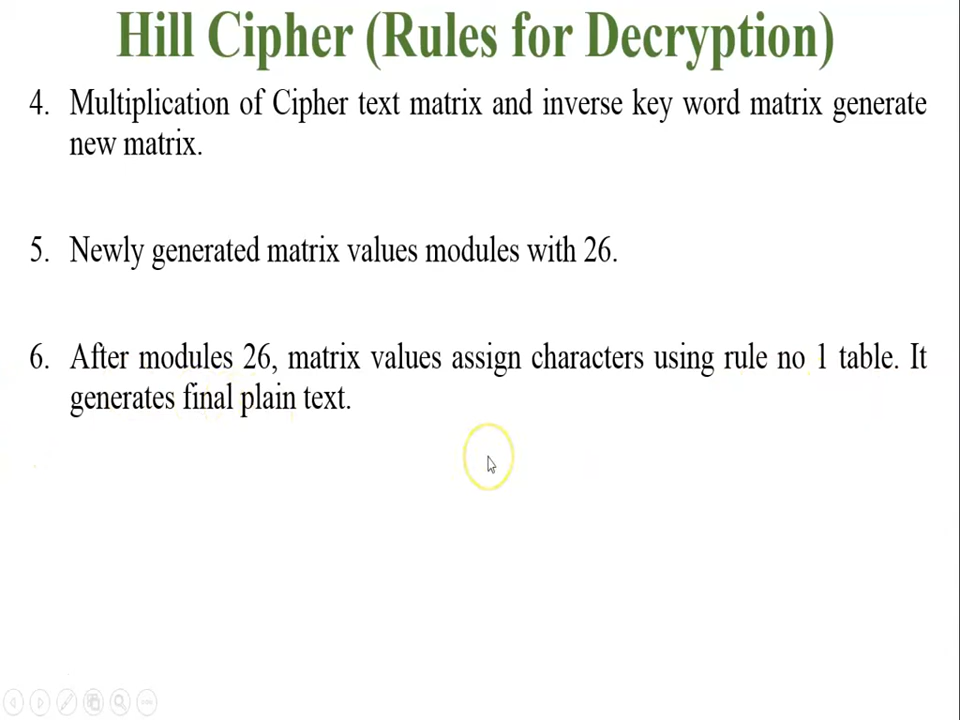 Hill Cipher (Rules for Decryption)
4. Multiplication of Cipher text matrix and inverse key word matrix generate
new matrix.
5. Newly generated matrix values modules with 26.
6. After modules 26, matrix values assign characters using rule no 1 table. It
generates final plain text.